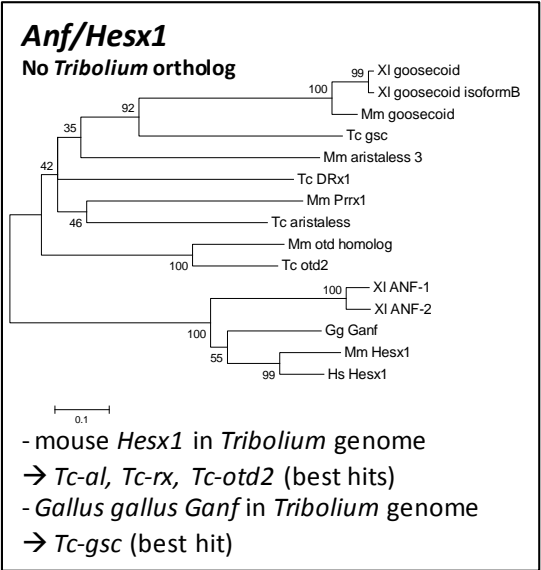 Anf/Hesx1
No Tribolium ortholog
99
Xl goosecoid
Xl goosecoid isoformB
100
Mm goosecoid
92
Tc gsc
35
Mm aristaless 3
42
Tc DRx1
Mm Prrx1
46
Tc aristaless
Mm otd homolog
100
Tc otd2
100
Xl ANF-1
Xl ANF-2
100
Gg Ganf
55
Mm Hesx1
99
Hs Hesx1
0.1
- mouse Hesx1 in Tribolium genome
→ Tc-al, Tc-rx, Tc-otd2 (best hits)
- Gallus gallus Ganf in Tribolium genome
→ Tc-gsc (best hit)